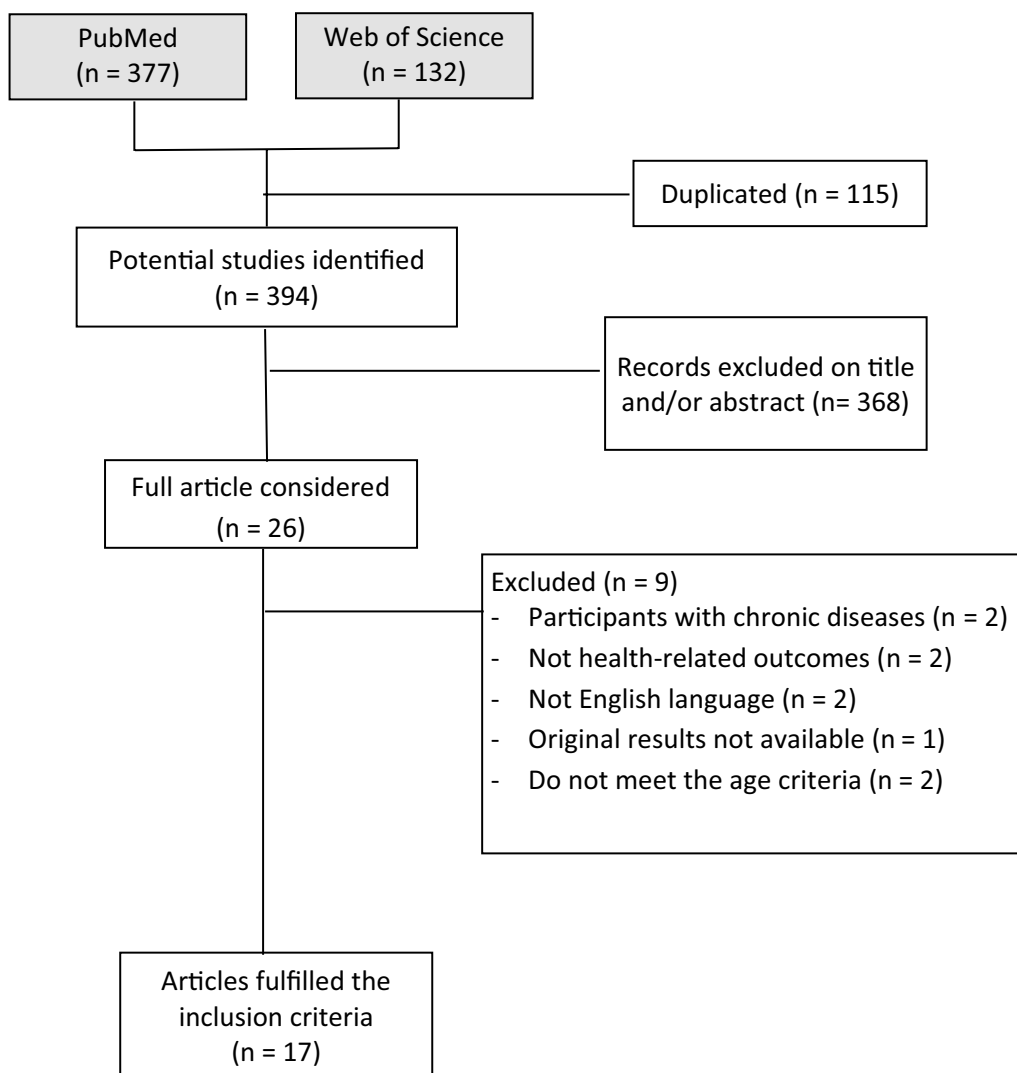 PubMed
(n = 377)
Web of Science
(n = 132)
Duplicated (n = 115)
Potential studies identified
(n = 394)
Records excluded on title
and/or abstract (n= 368)
Full article considered
(n = 26)
Excluded (n = 9)
- Participants with chronic diseases (n = 2)
- Not health-related outcomes (n = 2)
- Not English language (n = 2)
- Original results not available (n = 1)
- Do not meet the age criteria (n = 2)
Articles fulfilled the
inclusion criteria
(n = 17)